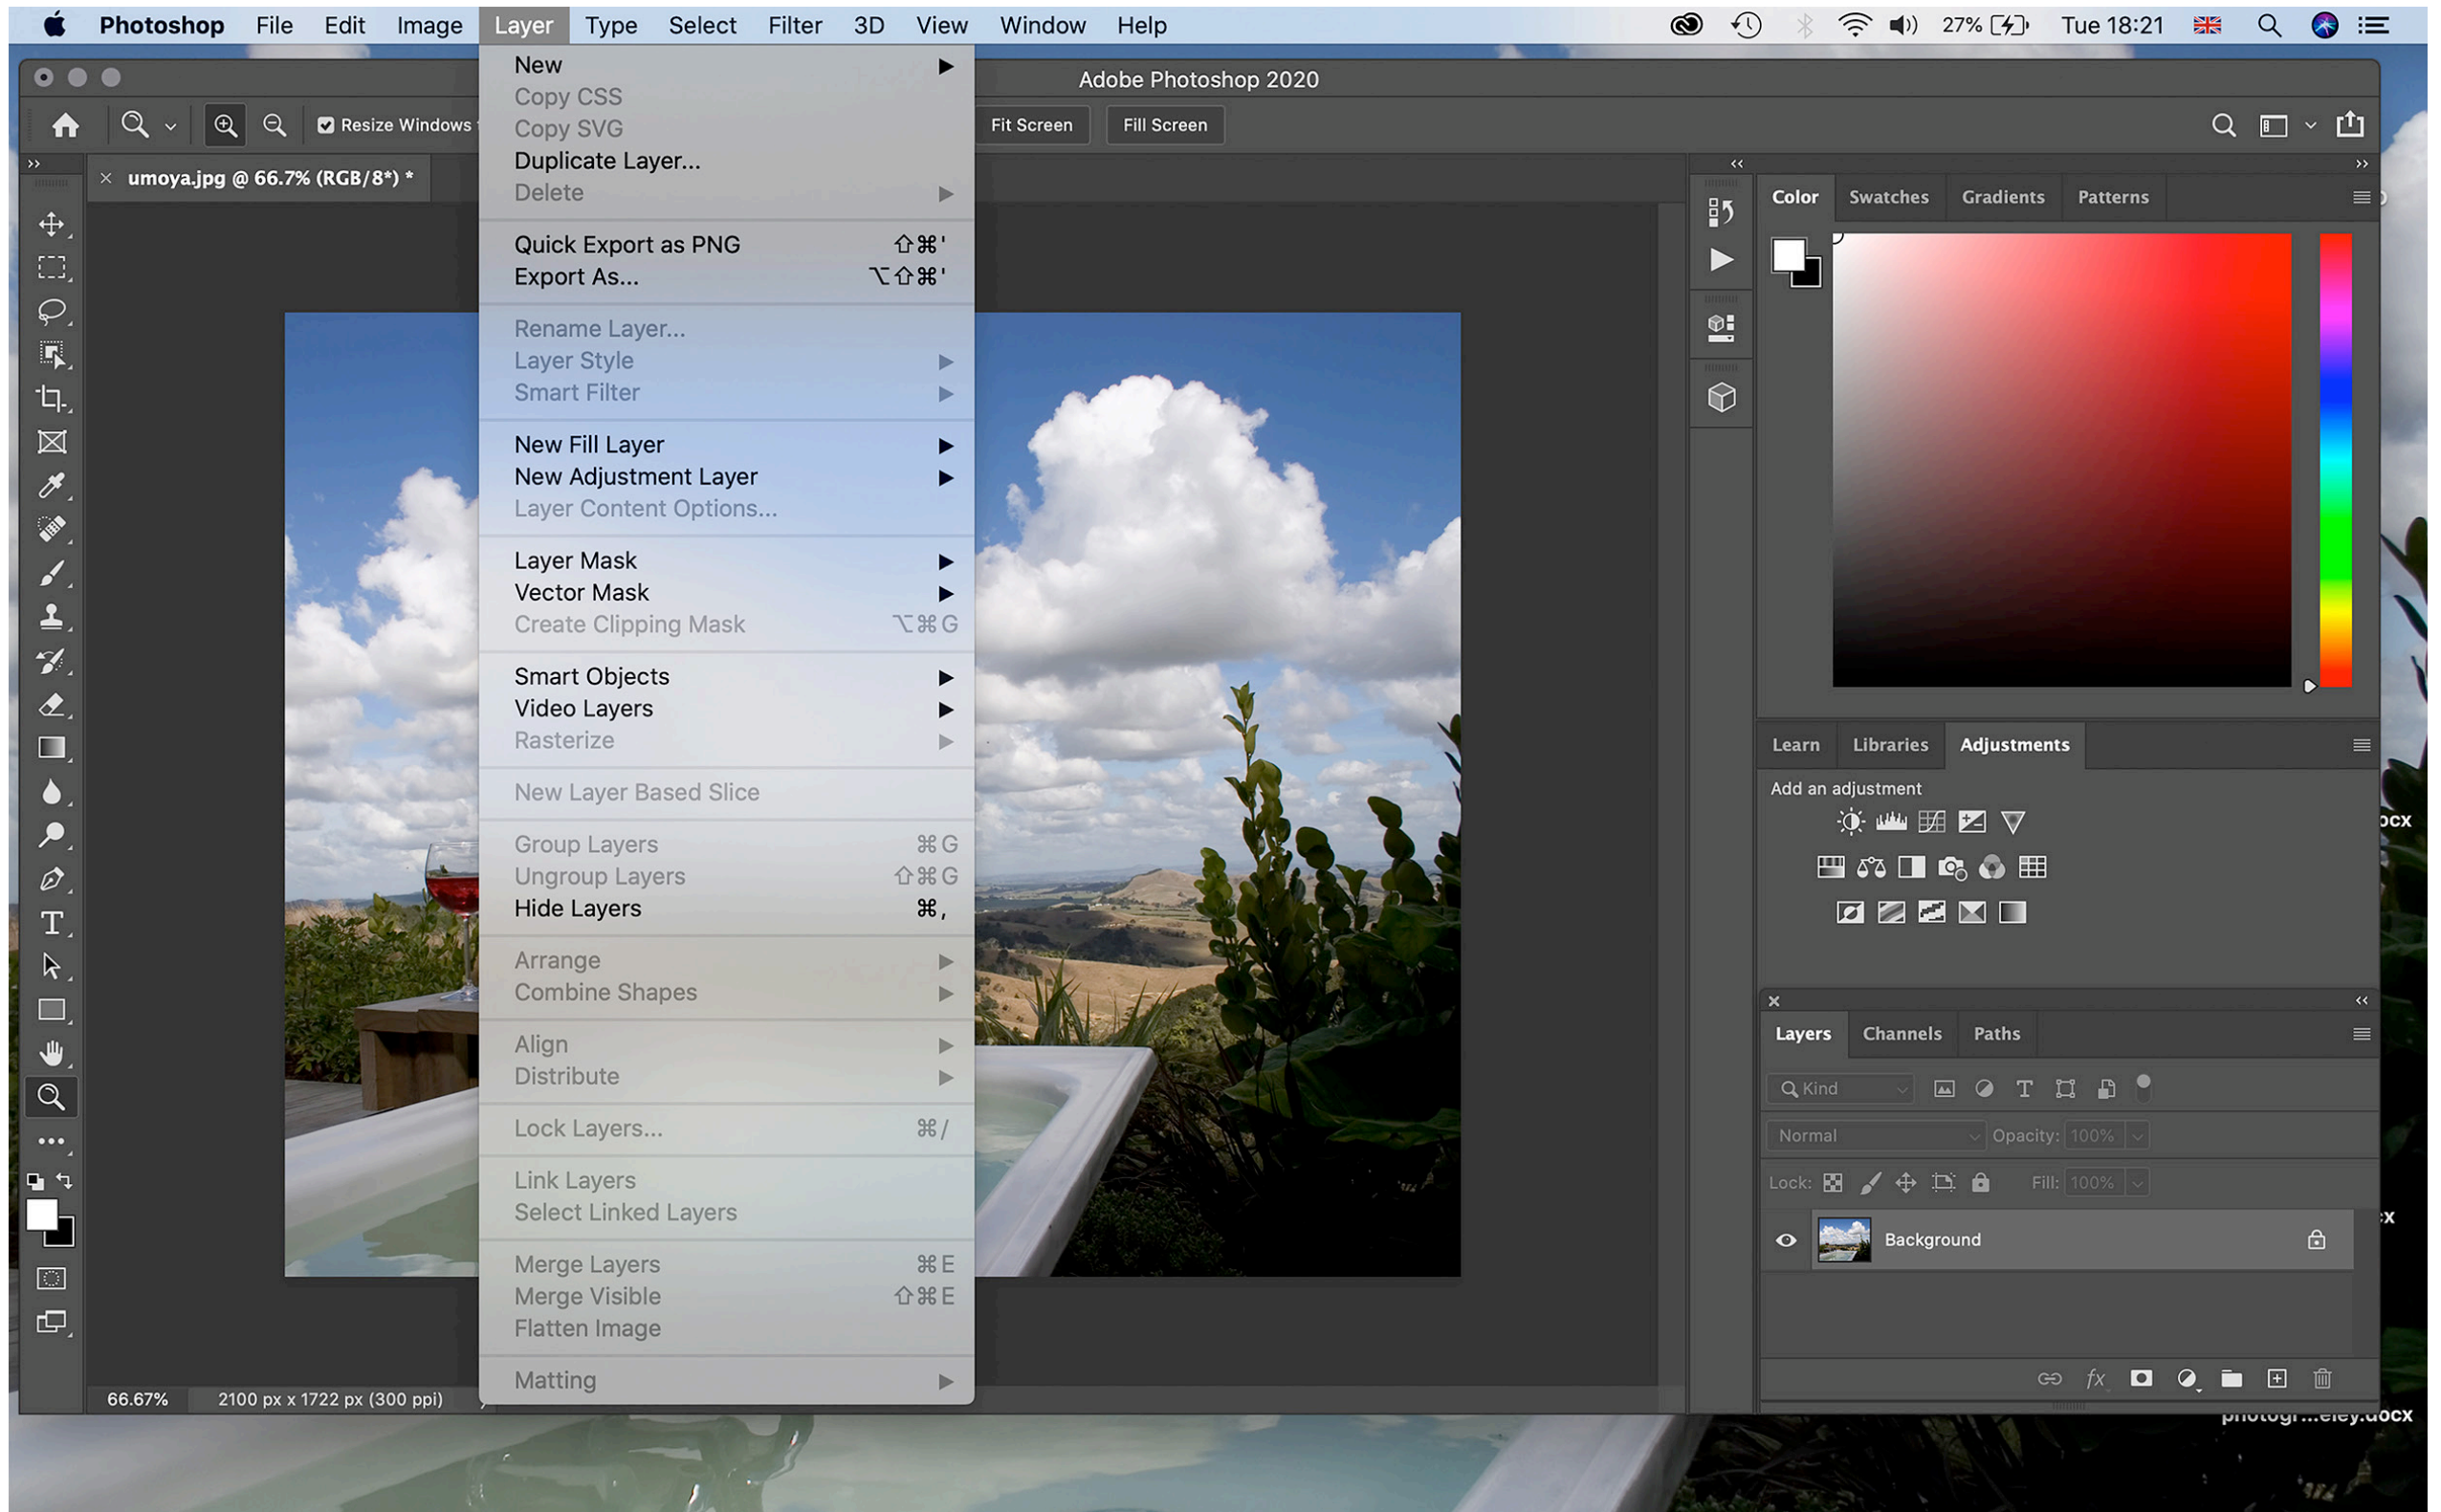 Photoshop File Edit Image Layer Type Select Filter 3D View Window Help 27% Tue 18:21
Adobe Photoshop 2020
Resize Windows Fit Screen Fill Screen
umoya.jpg @ 66.7% (RGB/8*) *
New
Copy CSS
Copy SVG
Duplicate Layer...
Delete
Quick Export as PNG ⇧⌘'
Export As... ⌥⇧⌘'
Rename Layer...
Layer Style
Smart Filter
New Fill Layer
New Adjustment Layer
Layer Content Options...
Layer Mask
Vector Mask
Create Clipping Mask ⌥⌘G
Smart Objects
Video Layers
Rasterize
New Layer Based Slice
Group Layers ⌘G
Ungroup Layers ⇧⌘G
Hide Layers ⌘,
Arrange
Combine Shapes
Align
Distribute
Lock Layers... ⌘/
Link Layers
Select Linked Layers
Merge Layers ⌘E
Merge Visible ⇧⌘E
Flatten Image
Matting
66.67% 2100 px x 1722 px (300 ppi)
Color Swatches Gradients Patterns
Learn Libraries Adjustments
Add an adjustment
Layers Channels Paths
Kind
Normal Opacity: 100%
Lock: Fill: 100%
Background
fx
ocx
x
photogr...eley.docx